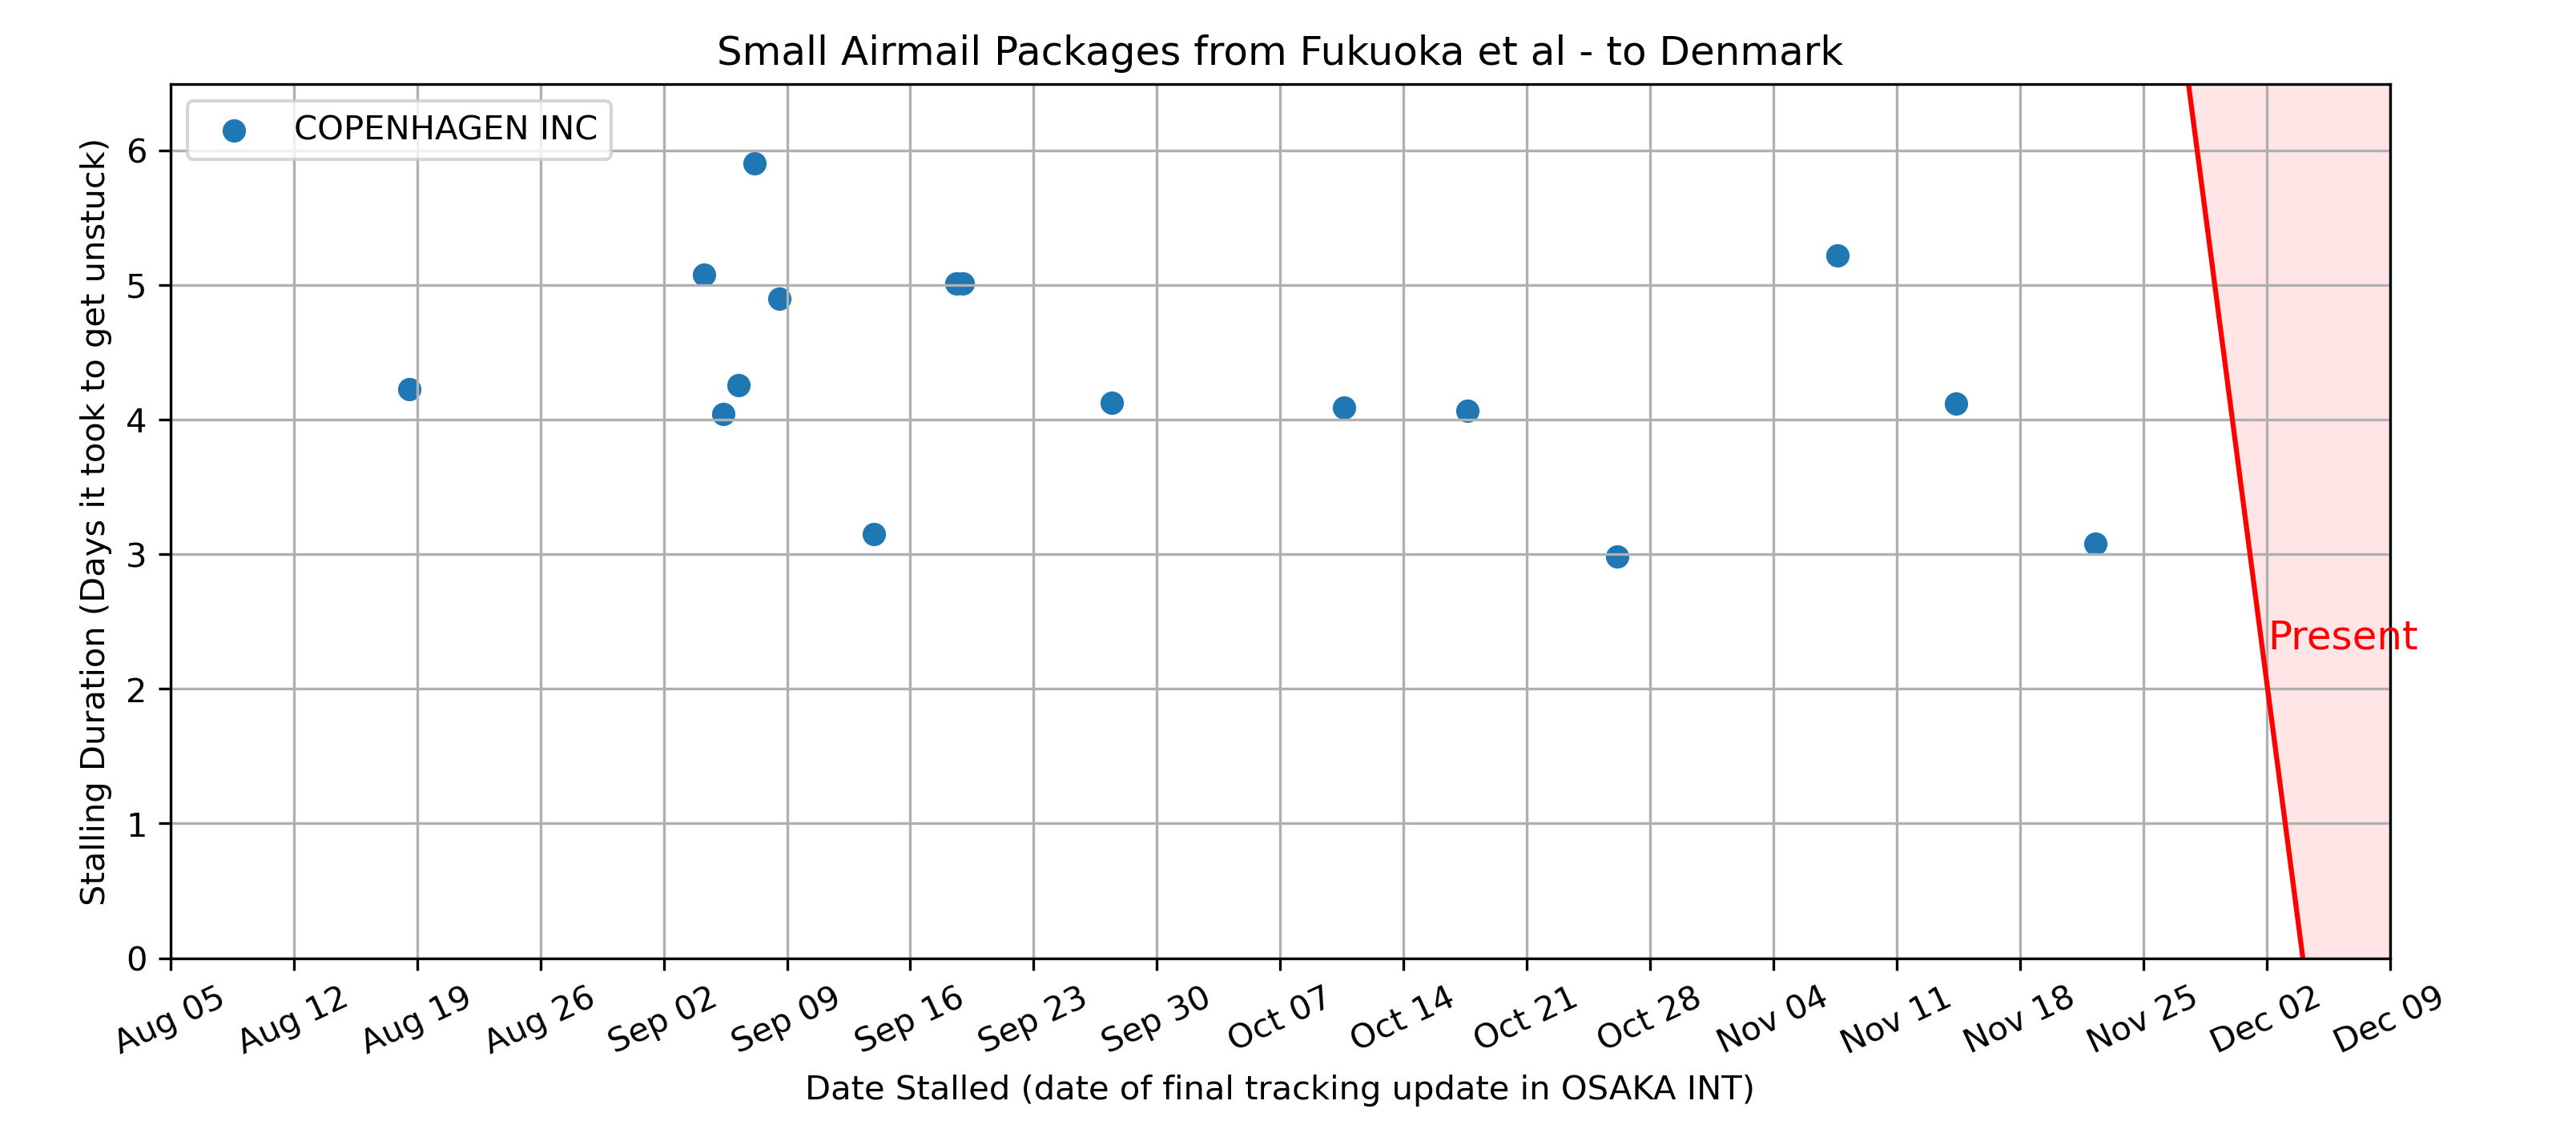 Small Airmail Packages from Fukuoka et al - to Denmark
COPENHAGEN INC
Stalling Duration (Days it took to get unstuck)
6
5
4
3
2
1
0
Present
Aug 05
Aug 12
Aug 19
Aug 26
Sep 02
Sep 09
Sep 16
Sep 23
Sep 30
Oct 07
Oct 14
Oct 21
Oct 28
Nov 04
Nov 11
Nov 18
Nov 25
Dec 02
Dec 09
Date Stalled (date of final tracking update in OSAKA INT)